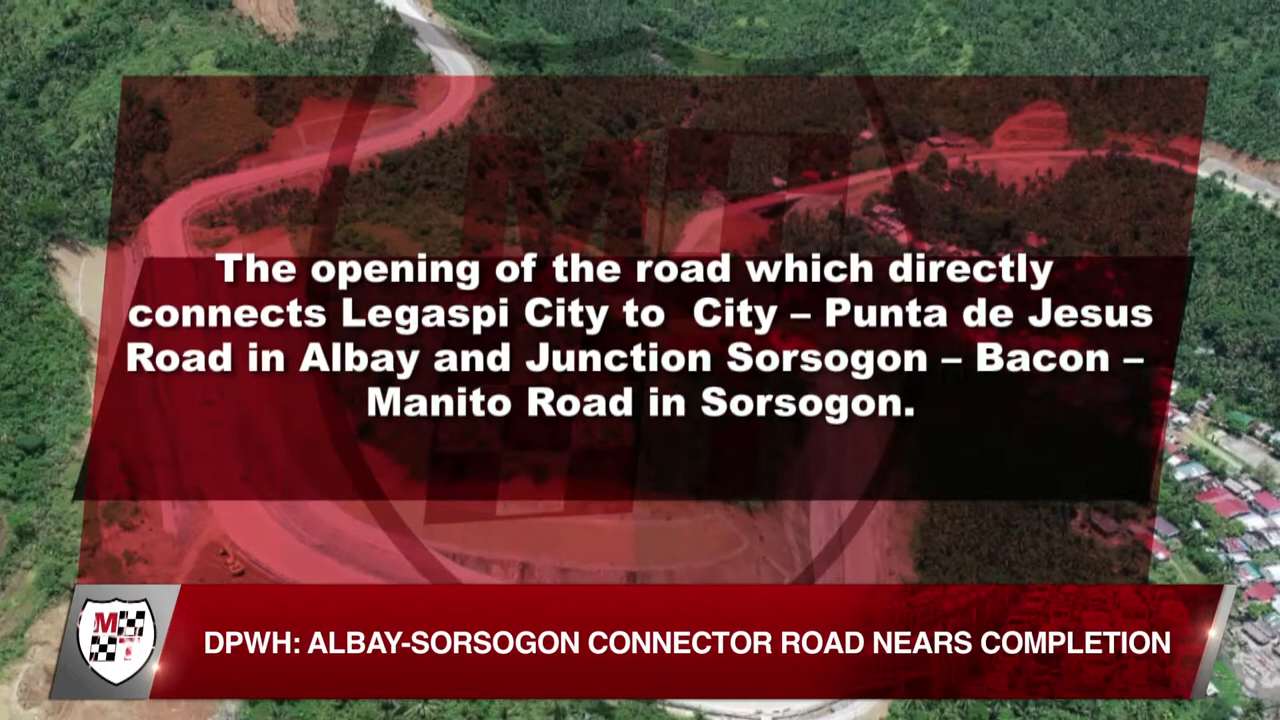 The opening of the road which directly
connects Legaspi City to  City – Punta de Jesus
Road in Albay and Junction Sorsogon – Bacon –
Manito Road in Sorsogon.
M
T
DPWH: ALBAY-SORSOGON CONNECTOR ROAD NEARS COMPLETION